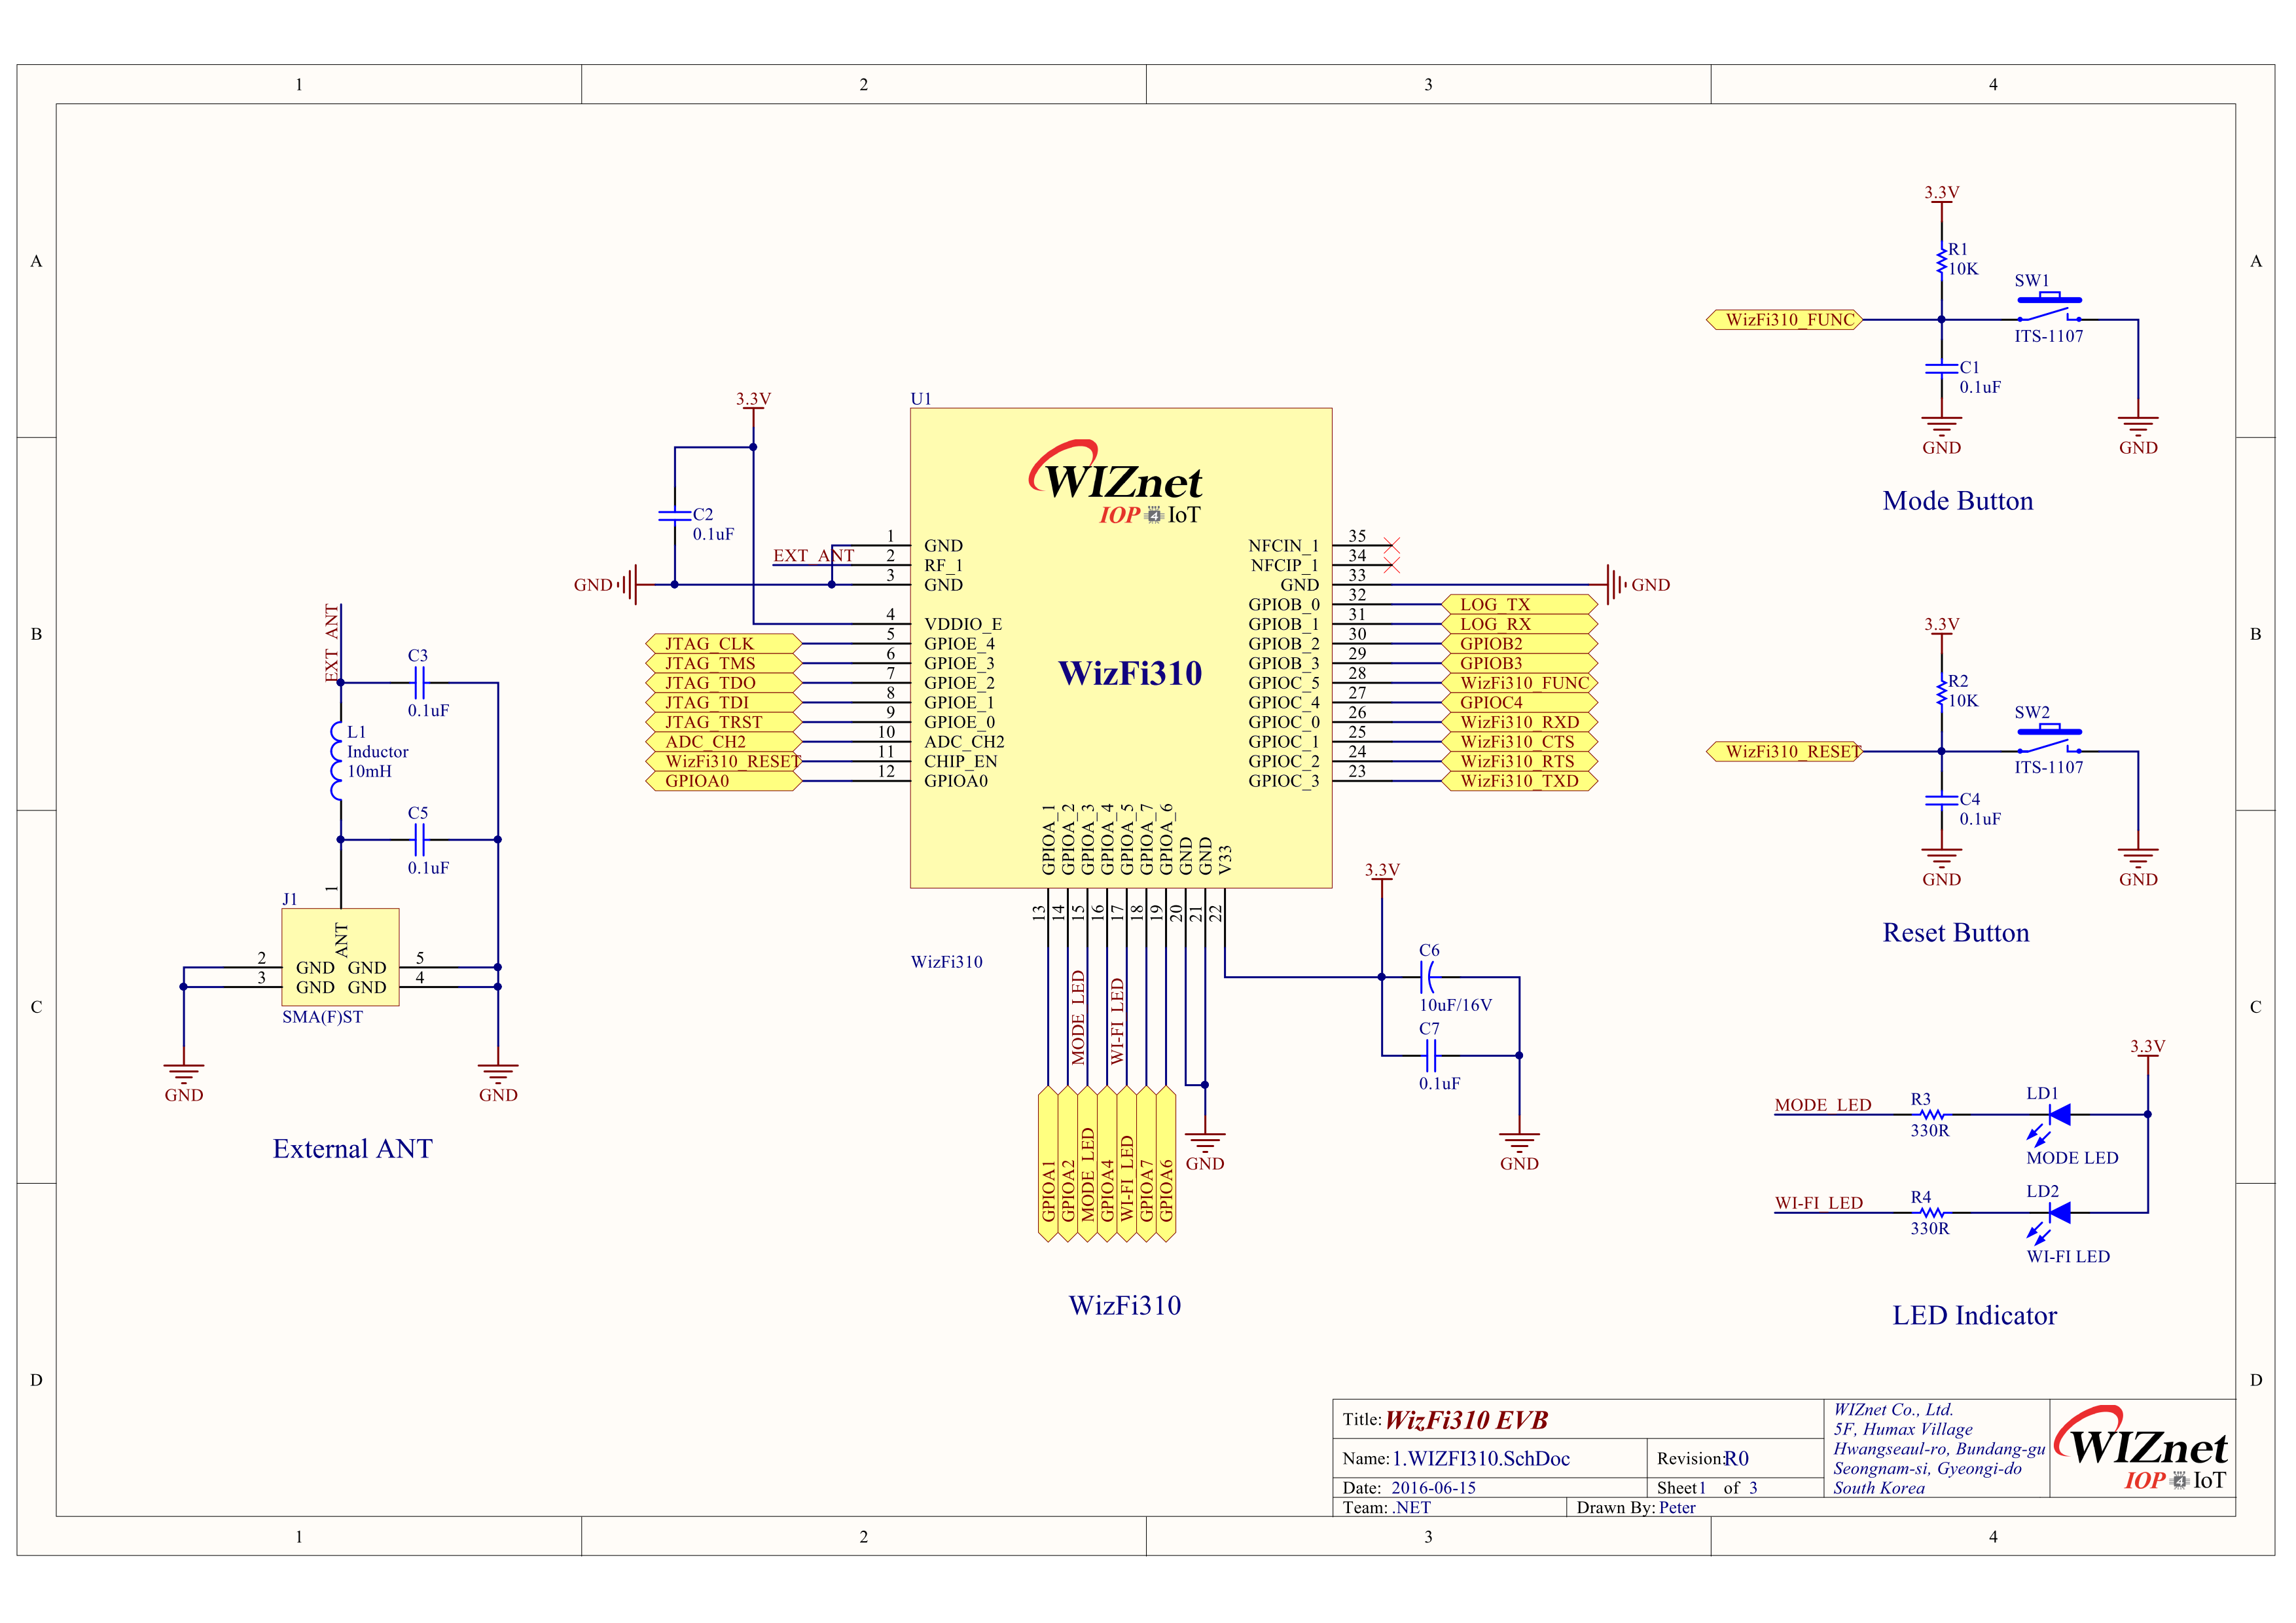 1 2 3 4
A A
B B
C C
D D
1 2 3 4
3.3V
R1
10K
SW1
WizFi310_FUNC
ITS-1107
C1
0.1uF
GND GND
Mode Button
3.3V
R2
10K
SW2
WizFi310_RESET
ITS-1107
C4
0.1uF
GND GND
Reset Button
3.3V
LD1
MODE_LED R3
330R
MODE LED
LD2
WI-FI_LED R4
330R
WI-FI LED
LED Indicator
EXT_ANT
C3
0.1uF
L1
Inductor
10mH
C5
0.1uF
1
J1
ANT
2 GND GND 5
3 GND GND 4
SMA(F)ST
GND GND
External ANT
3.3V
C2
0.1uF
GND
EXT_ANT
U1
WIZnet
IOP 4 IoT
WizFi310
1 GND
2 RF_1
3 GND
4 VDDIO_E
JTAG_CLK 5 GPIOE_4
JTAG_TMS 6 GPIOE_3
JTAG_TDO 7 GPIOE_2
JTAG_TDI 8 GPIOE_1
JTAG_TRST 9 GPIOE_0
ADC_CH2 10 ADC_CH2
WizFi310_RESET 11 CHIP_EN
GPIOA0 12 GPIOA0
NFCIN_1 35
NFCIP_1 34
GND 33 GND
GPIOB_0 32 LOG_TX
GPIOB_1 31 LOG_RX
GPIOB_2 30 GPIOB2
GPIOB_3 29 GPIOB3
GPIOC_5 28 WizFi310_FUNC
GPIOC_4 27 GPIOC4
GPIOC_0 26 WizFi310_RXD
GPIOC_1 25 WizFi310_CTS
GPIOC_2 24 WizFi310_RTS
GPIOC_3 23 WizFi310_TXD
GPIOA_1 13 GPIOA1
GPIOA_2 14 GPIOA2
GPIOA_3 15 MODE_LED MODE_LED
GPIOA_4 16 GPIOA4
GPIOA_5 17 WI-FI_LED WI-FI_LED
GPIOA_7 18 GPIOA7
GPIOA_6 19 GPIOA6
GND 20
GND 21
V33 22
WizFi310
GND
3.3V
C6
10uF/16V
C7
0.1uF
GND
WizFi310
Title: WizFi310 EVB
Name: 1.WIZFI310.SchDoc Revision: R0
Date: 2016-06-15 Sheet 1 of 3
Team: .NET Drawn By: Peter
WIZnet Co., Ltd.
5F, Humax Village
Hwangseaul-ro, Bundang-gu
Seongnam-si, Gyeongi-do
South Korea
WIZnet
IOP 4 IoT